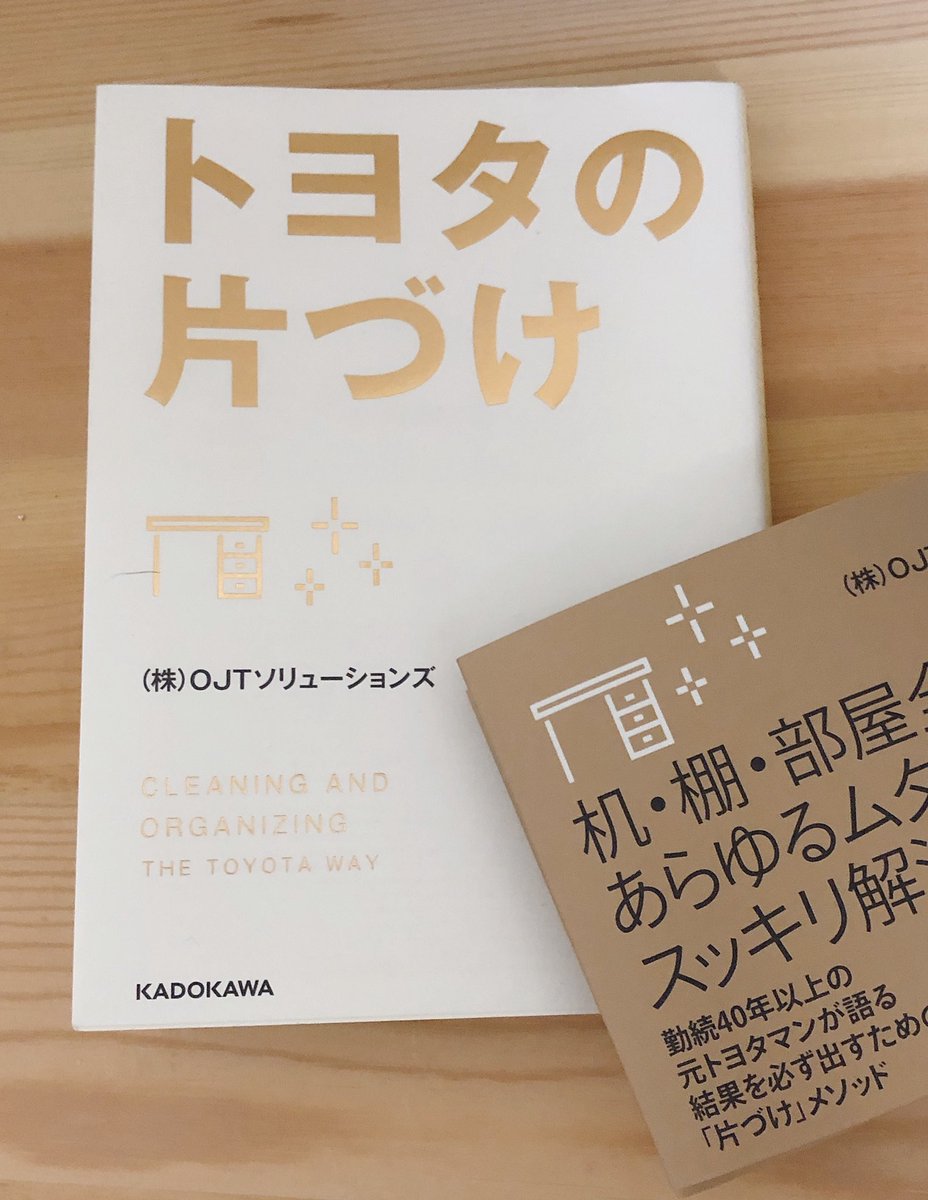 トヨタの
片づけ
(株)OJTソリューションズ
CLEANING AND
ORGANIZING
THE TOYOTA WAY
KADOKAWA
(株)OJT
机・棚・部屋
あらゆるムダ
スッキリ解
勤続40年以上の
元トヨタマンが語る
結果を必ず出すための
「片づけ」メソッド